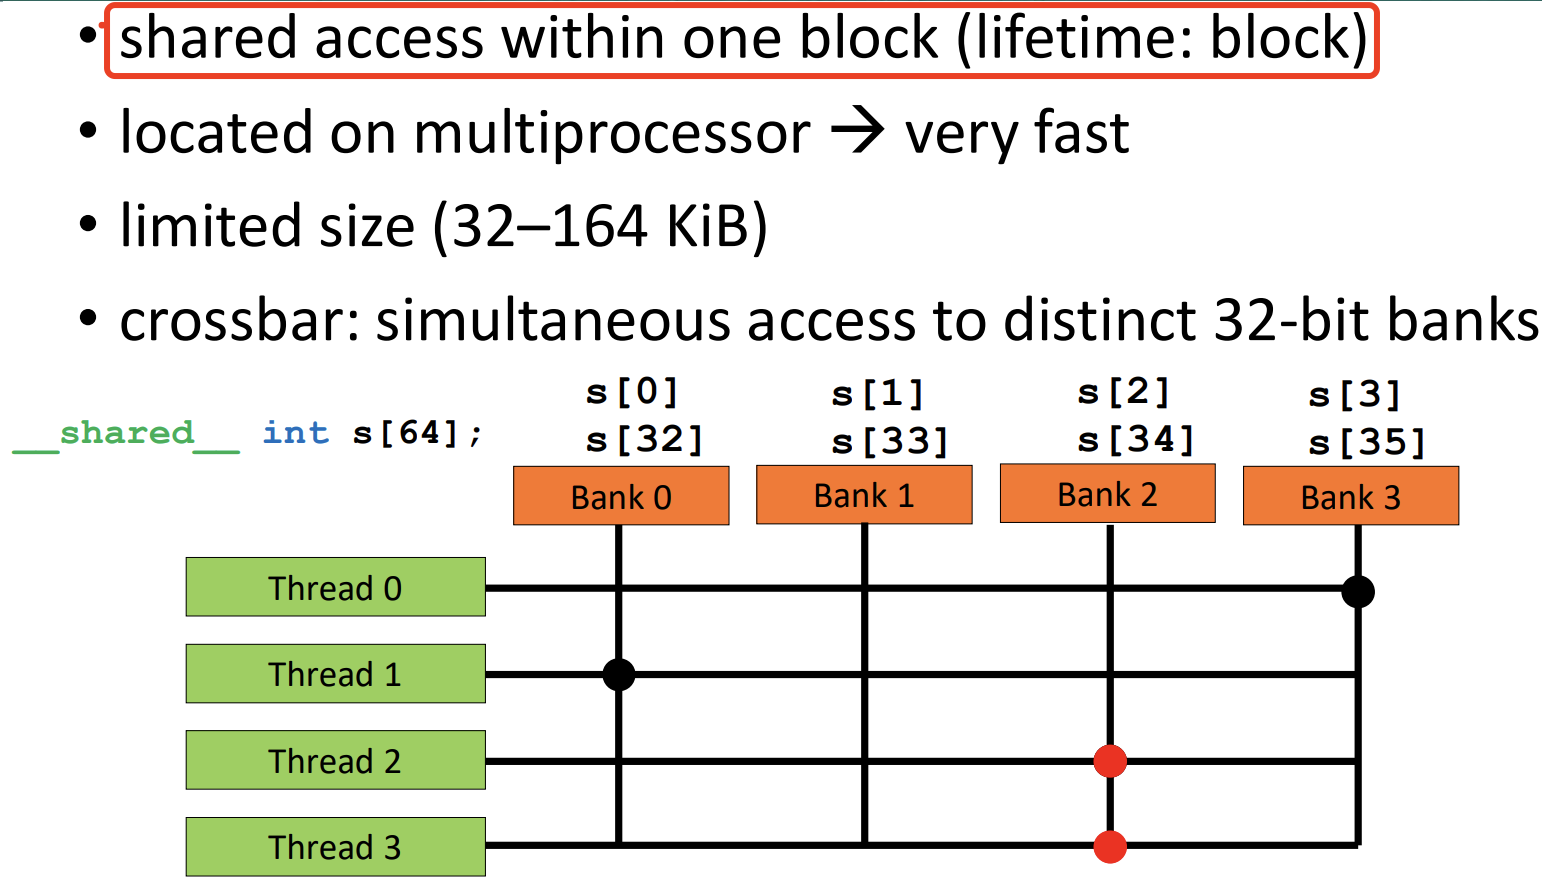 • shared access within one block (lifetime: block)
• located on multiprocessor → very fast
• limited size (32–164 KiB)
• crossbar: simultaneous access to distinct 32-bit banks
s[0] s[1] s[2] s[3]
__shared__ int s[64]; s[32] s[33] s[34] s[35]
Bank 0 Bank 1 Bank 2 Bank 3
Thread 0
Thread 1
Thread 2
Thread 3